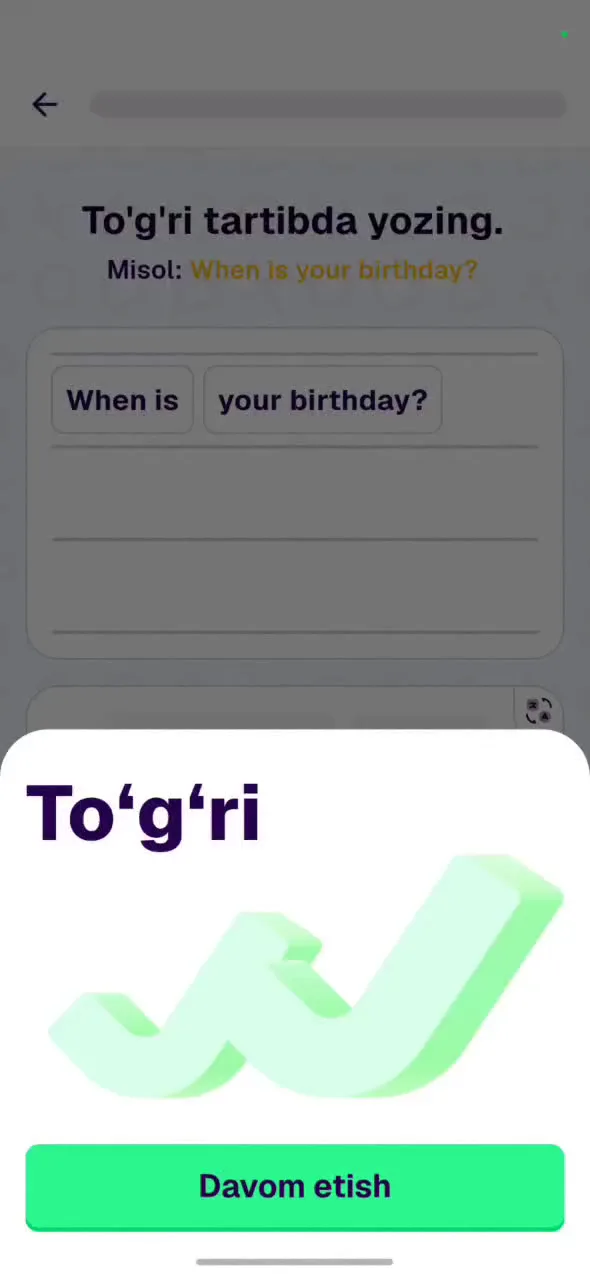 To'g'ri tartibda yozing.
Misol: When is your birthday?
When is your birthday?
To‘g‘ri
Davom etish